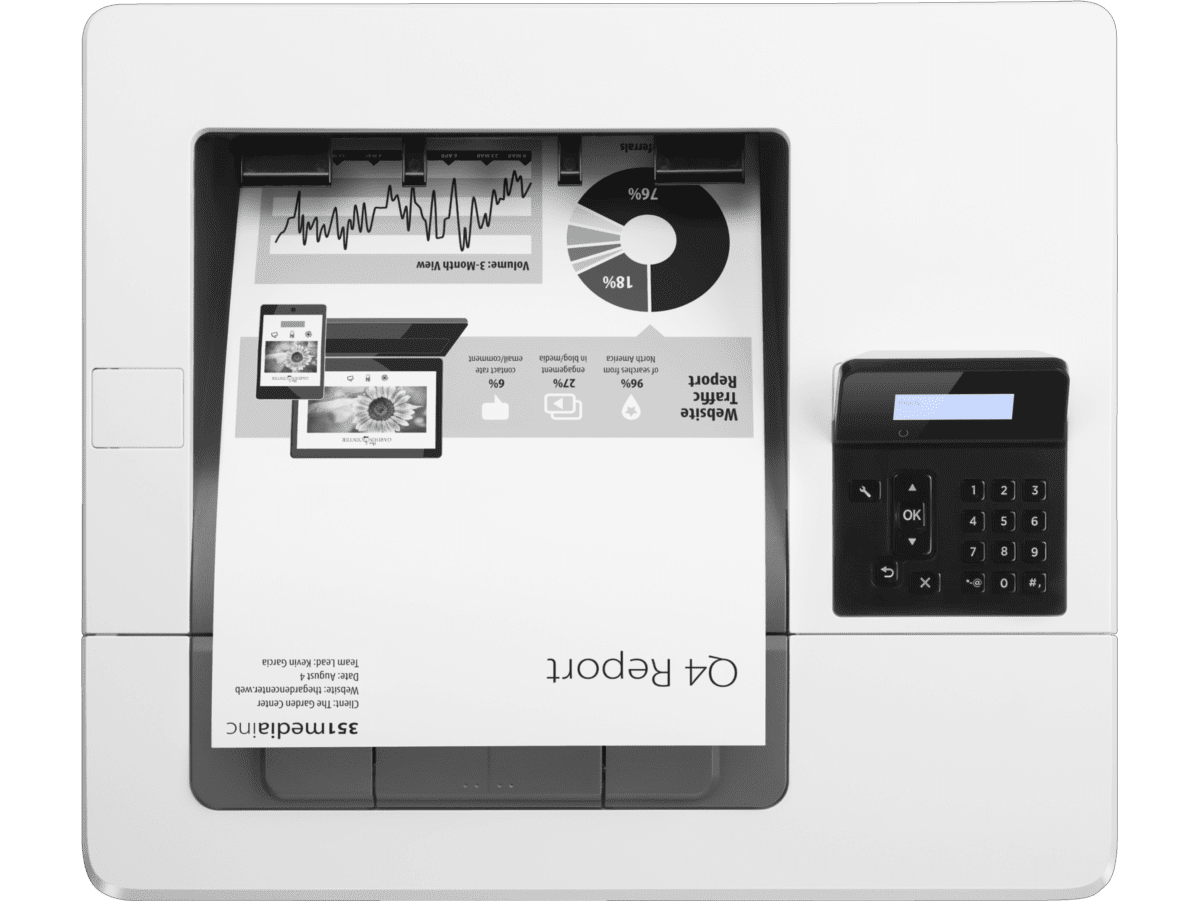 351mediainc
Client: The Garden Center
Website: thegardencenter.web
Date: August 4
Team Lead: Kevin Garcia
Q4 Report
Website
Traffic
Report
96%
of searches from
North America
27%
engagement
in blog/media
6%
contact rate
email/comment
18%
76%
Volume: 3-Month View
OK
1 2 3
4 5 6
7 8 9
*-@ 0 #,